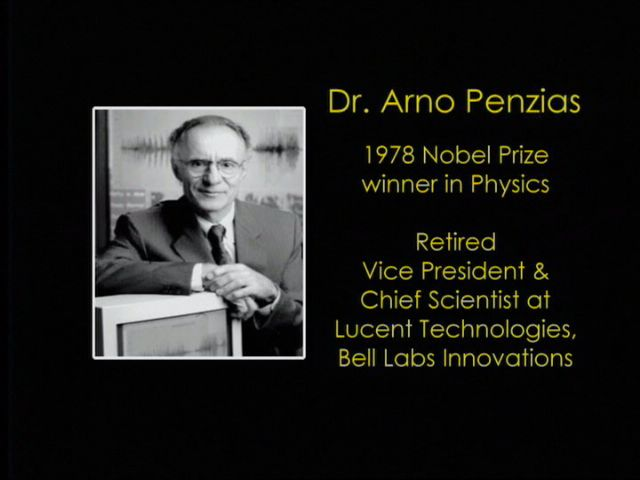 Dr. Arno Penzias
1978 Nobel Prize
winner in Physics
Retired
Vice President &
Chief Scientist at
Lucent Technologies,
Bell Labs Innovations